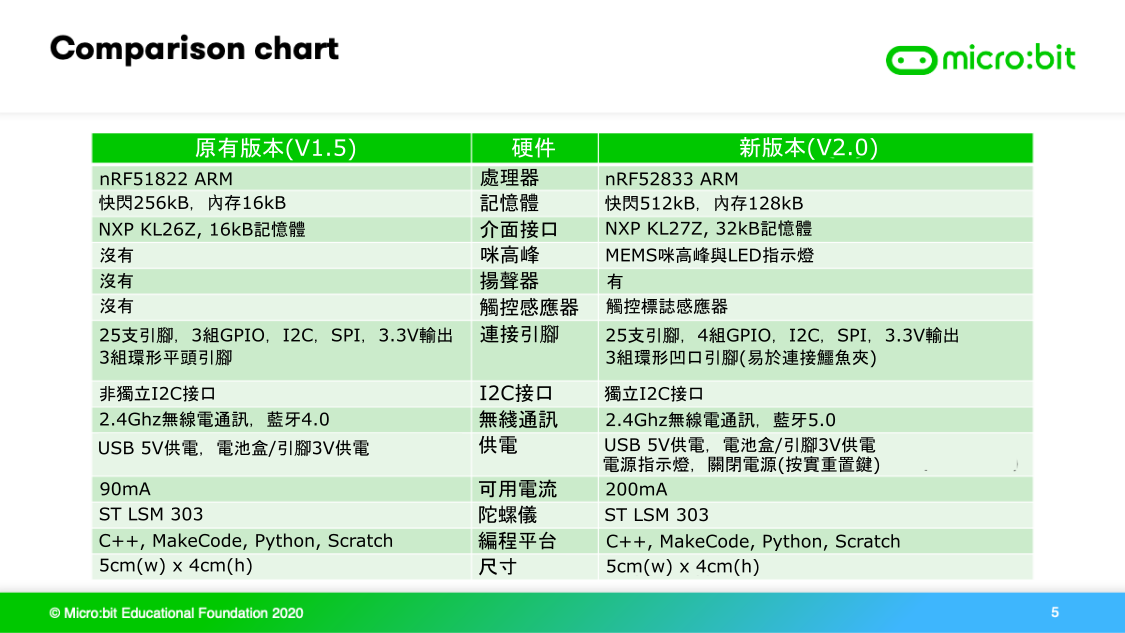 Comparison chart
micro:bit
原有版本(V1.5) 硬件 新版本(V2.0)
nRF51822 ARM 處理器 nRF52833 ARM
快閃256kB，內存16kB 記憶體 快閃512kB，內存128kB
NXP KL26Z, 16kB記憶體 介面接口 NXP KL27Z, 32kB記憶體
沒有 咪高峰 MEMS咪高峰與LED指示燈
沒有 揚聲器 有
沒有 觸控感應器 觸控標誌感應器
25支引腳，3組GPIO，I2C，SPI，3.3V輸出 連接引腳 25支引腳，4組GPIO，I2C，SPI，3.3V輸出
3組環形平頭引腳 3組環形凹口引腳(易於連接鱷魚夾)
非獨立I2C接口 I2C接口 獨立I2C接口
2.4Ghz無線電通訊，藍牙4.0 無綫通訊 2.4Ghz無線電通訊，藍牙5.0
USB 5V供電，電池盒/引腳3V供電 供電 USB 5V供電，電池盒/引腳3V供電
電源指示燈，關閉電源(按實重置鍵)
90mA 可用電流 200mA
ST LSM 303 陀螺儀 ST LSM 303
C++, MakeCode, Python, Scratch 編程平台 C++, MakeCode, Python, Scratch
5cm(w) x 4cm(h) 尺寸 5cm(w) x 4cm(h)
© Micro:bit Educational Foundation 2020 5